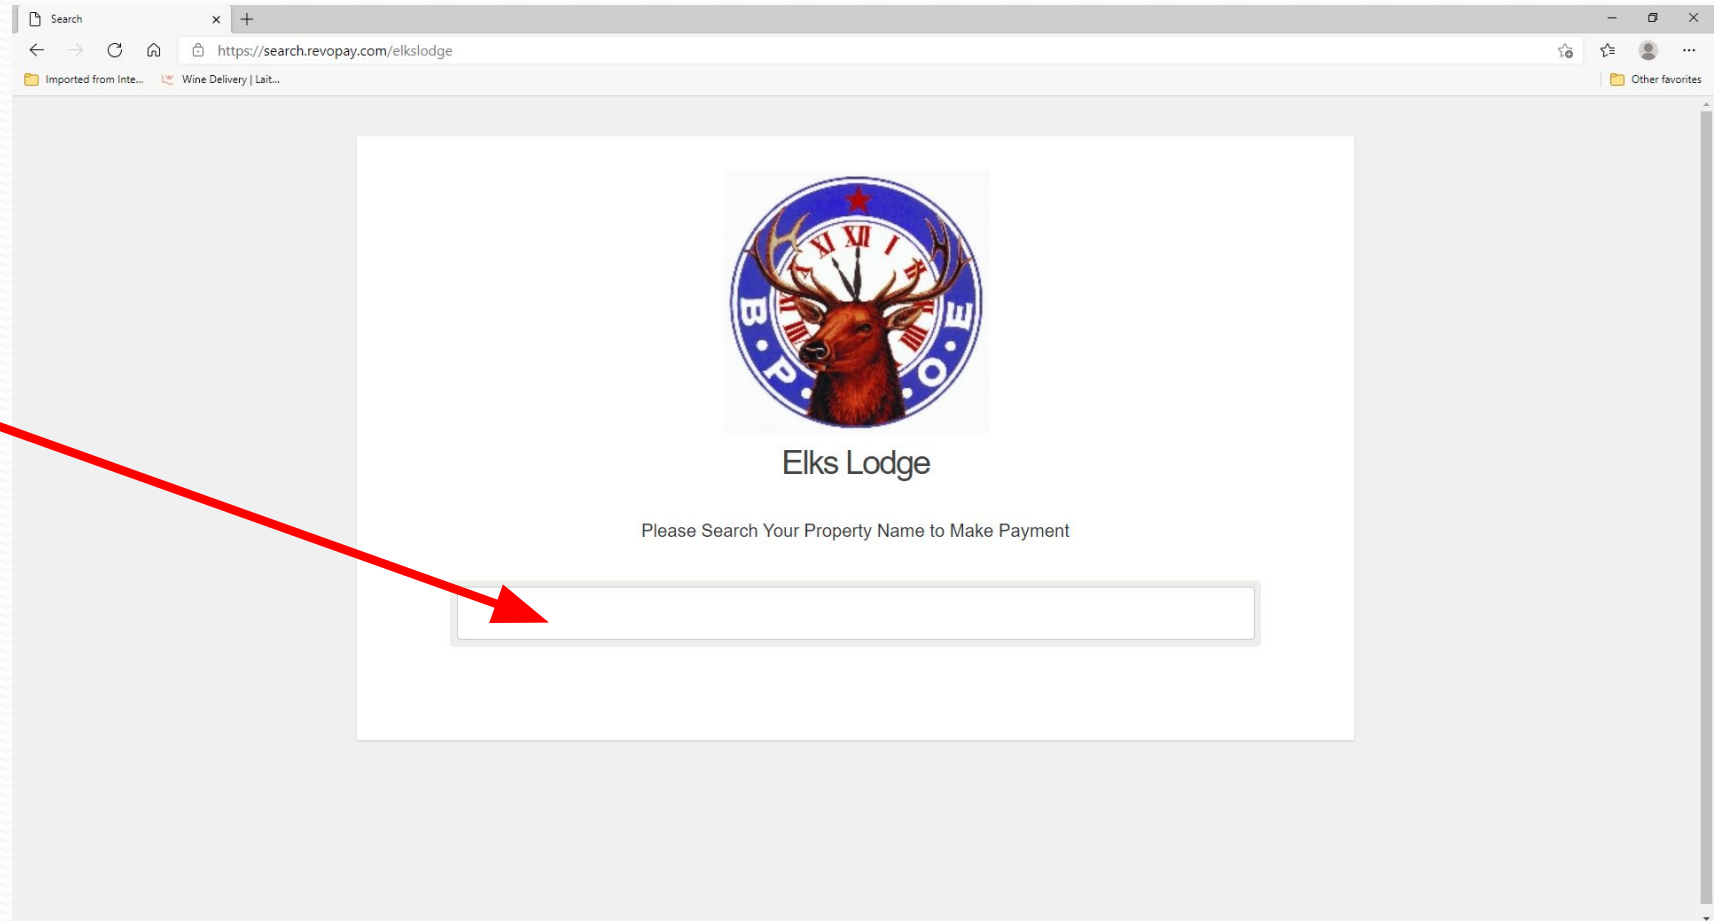 Search
https://search.revopay.com/elkslodge
Imported from Inte...
Wine Delivery | Lait...
Other favorites
XI XII I
B.P.O.E
Elks Lodge
Please Search Your Property Name to Make Payment